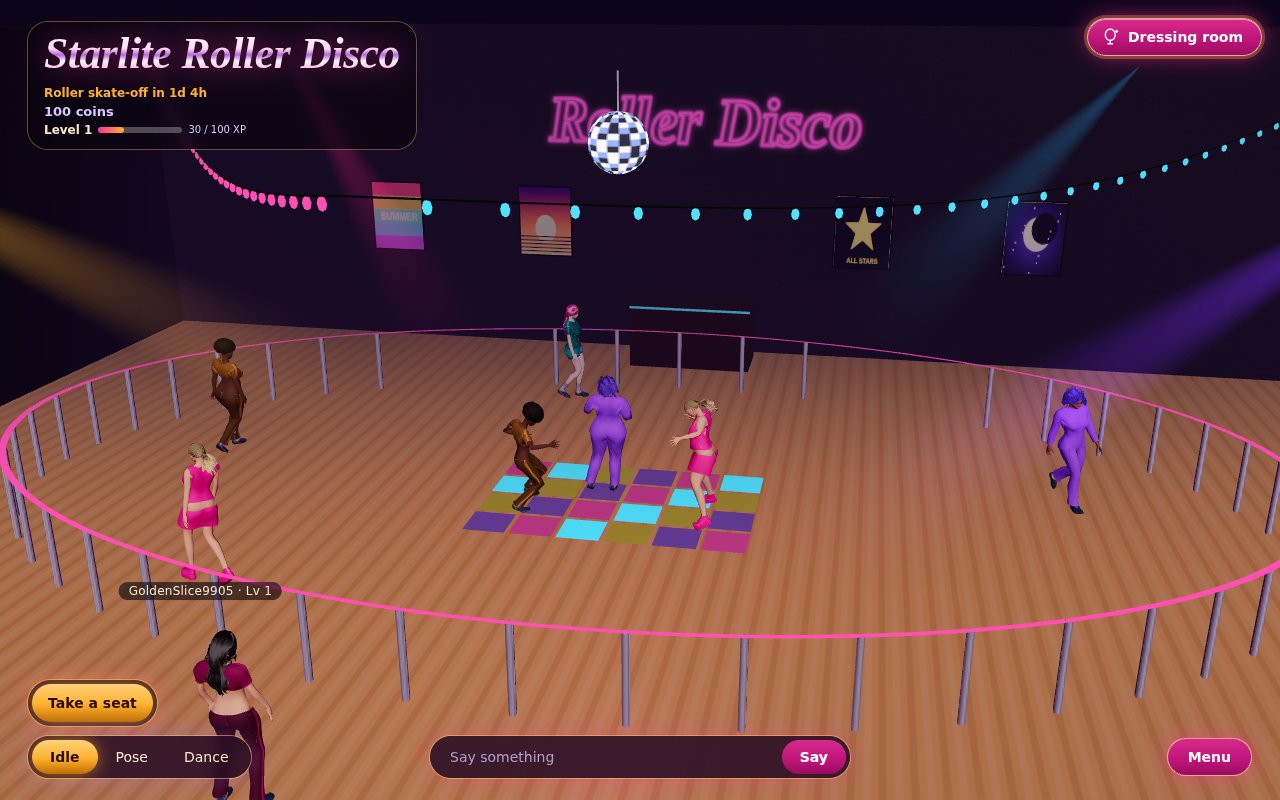 Starlite Roller Disco
Roller skate-off in 1d 4h
100 coins
Level 1 30 / 100 XP
Dressing room
Roller Disco
SUMMER
ALL STARS
GoldenSlice9905 · Lv 1
Take a seat
Idle Pose Dance
Say something Say
Menu